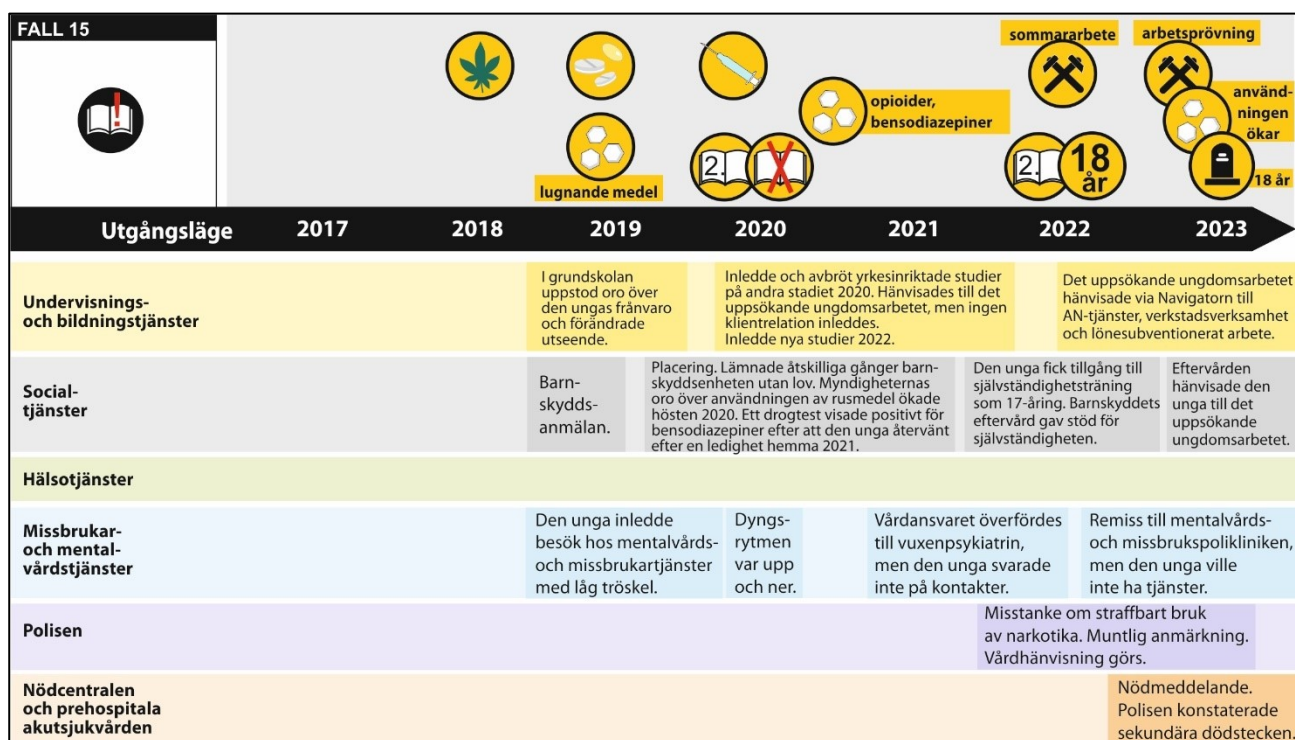 FALL 15
sommararbete
arbetsprövning
opioider,
bensodiazepiner
använd-
ningen
ökar
lugnande medel
2.
2.
18
år
18 år
Utgångsläge
2017
2018
2019
2020
2021
2022
2023
Undervisnings-
och bildningstjänster
I grundskolan
uppstod oro över
den ungas frånvaro
och förändrade
utseende.
Inledde och avbröt yrkesinriktade studier
på andra stadiet 2020. Hänvisades till det
uppsökande ungdomsarbetet, men ingen
klientrelation inleddes.
Inledde nya studier 2022.
Det uppsökande ungdomsarbetet
hänvisade via Navigatorn till
AN-tjänster, verkstadsverksamhet
och lönesubventionerat arbete.
Social-
tjänster
Barn-
skydds-
anmälan.
Placering. Lämnade åtskilliga gånger barn-
skyddsenheten utan lov. Myndigheternas
oro över användningen av rusmedel ökade
hösten 2020. Ett drogtest visade positivt för
bensodiazepiner efter att den unga återvänt
efter en ledighet hemma 2021.
Den unga fick tillgång till
självständighetsträning
som 17-åring. Barnskyddets
eftervård gav stöd för
självständigheten.
Eftervården
hänvisade den
unga till det
uppsökande
ungdomsarbetet.
Hälsotjänster
Missbrukar-
och mental-
vårdstjänster
Den unga inledde
besök hos mentalvårds-
och missbrukartjänster
med låg tröskel.
Dyngs-
rytmen
var upp
och ner.
Vårdansvaret överfördes
till vuxenpsykiatrin,
men den unga svarade
inte på kontakter.
Remiss till mentalvårds-
och missbrukspolikliniken,
men den unga ville
inte ha tjänster.
Polisen
Misstanke om straffbart bruk
av narkotika. Muntlig anmärkning.
Vårdhänvisning görs.
Nödcentralen
och prehospitala
akutsjukvården
Nödmeddelande.
Polisen konstaterade
sekundära dödstecken.